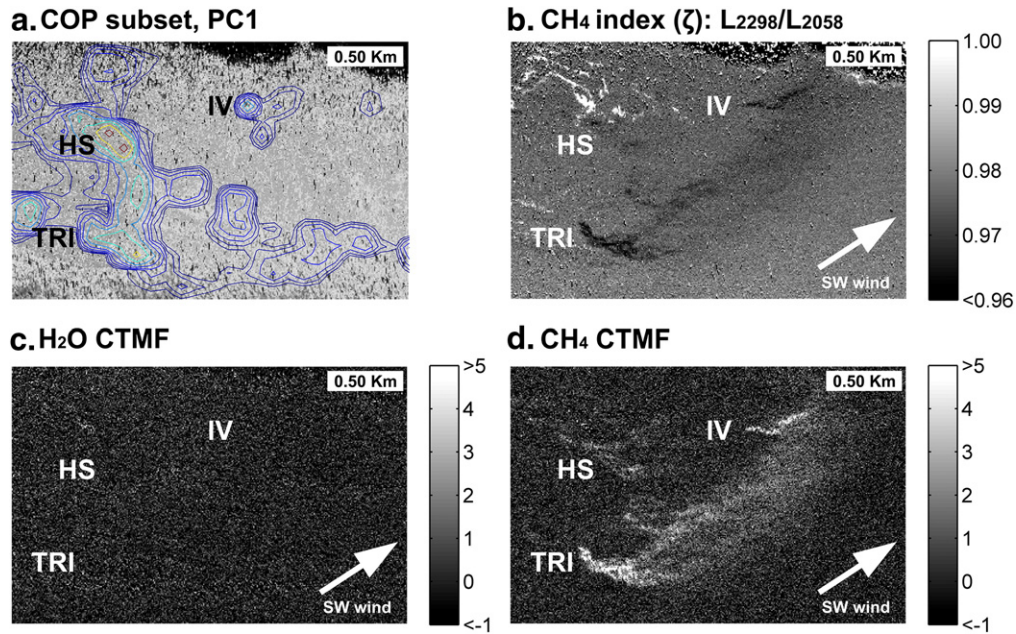 a. COP subset, PC1
0.50 Km
IV
HS
TRI
b. CH₄ index (ζ): L₂₂₉₈/L₂₀₅₈
0.50 Km
IV
HS
TRI
SW wind
1.00
0.99
0.98
0.97
<0.96
c. H₂O CTMF
0.50 Km
IV
HS
TRI
SW wind
>5
4
3
2
1
0
<-1
d. CH₄ CTMF
0.50 Km
IV
HS
TRI
SW wind
>5
4
3
2
1
0
<-1